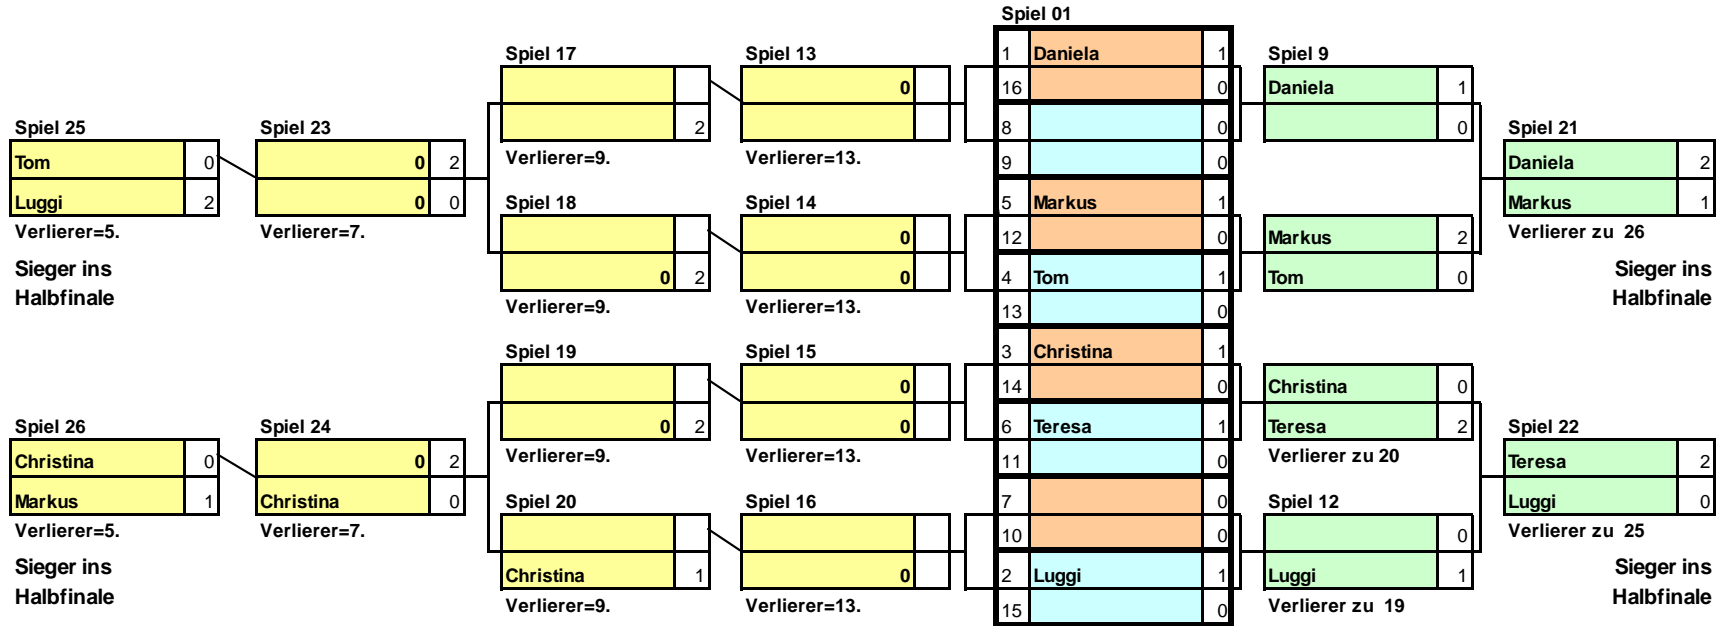 Spiel 01
Spiel 17 Spiel 13 1 Daniela 1 Spiel 9
0 16 0 Daniela 1
Spiel 25 Spiel 23 2 8 0 0 Spiel 21
Tom 0 0 2 Verlierer=9. Verlierer=13. 9 0 Daniela 2
Luggi 2 0 0 Spiel 18 Spiel 14 5 Markus 1 Markus 1
Verlierer=5. Verlierer=7. 0 12 0 Markus 2 Verlierer zu 26
Sieger ins 0 2 0 4 Tom 1 Tom 0 Sieger ins
Halbfinale Verlierer=9. Verlierer=13. 13 0 Halbfinale
Spiel 19 Spiel 15 3 Christina 1
0 14 0 Christina 0
Spiel 26 Spiel 24 0 2 0 6 Teresa 1 Teresa 2 Spiel 22
Christina 0 0 2 Verlierer=9. Verlierer=13. 11 0 Verlierer zu 20 Teresa 2
Markus 1 Christina 0 Spiel 20 Spiel 16 7 0 Spiel 12 Luggi 0
Verlierer=5. Verlierer=7. 10 0 0 Verlierer zu 25
Sieger ins Christina 1 0 2 Luggi 1 Luggi 1 Sieger ins
Halbfinale Verlierer=9. Verlierer=13. 15 0 Verlierer zu 19 Halbfinale